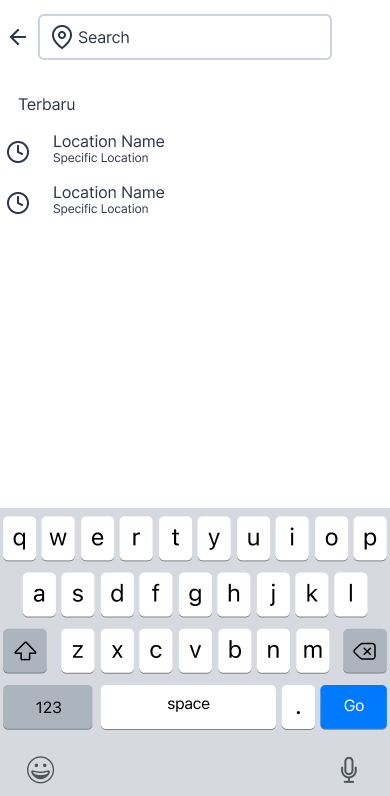 Search
Terbaru
Location Name
Specific Location
Location Name
Specific Location
q w e r t y u i o p
a s d f g h j k l
z x c v b n m
123 space . Go